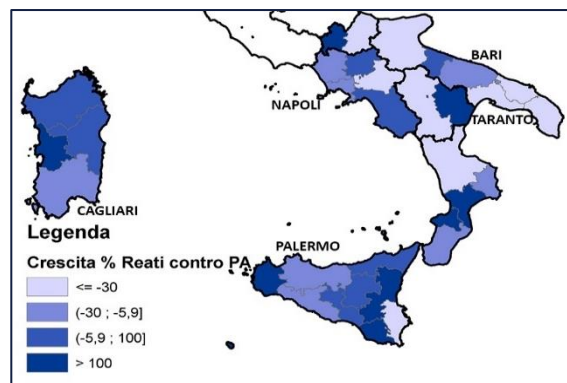 BARI
NAPOLI
TARANTO
CAGLIARI
Legenda
PALERMO
Crescita % Reati contro PA
<= -30
(-30 ; -5,9]
(-5,9 ; 100]
> 100